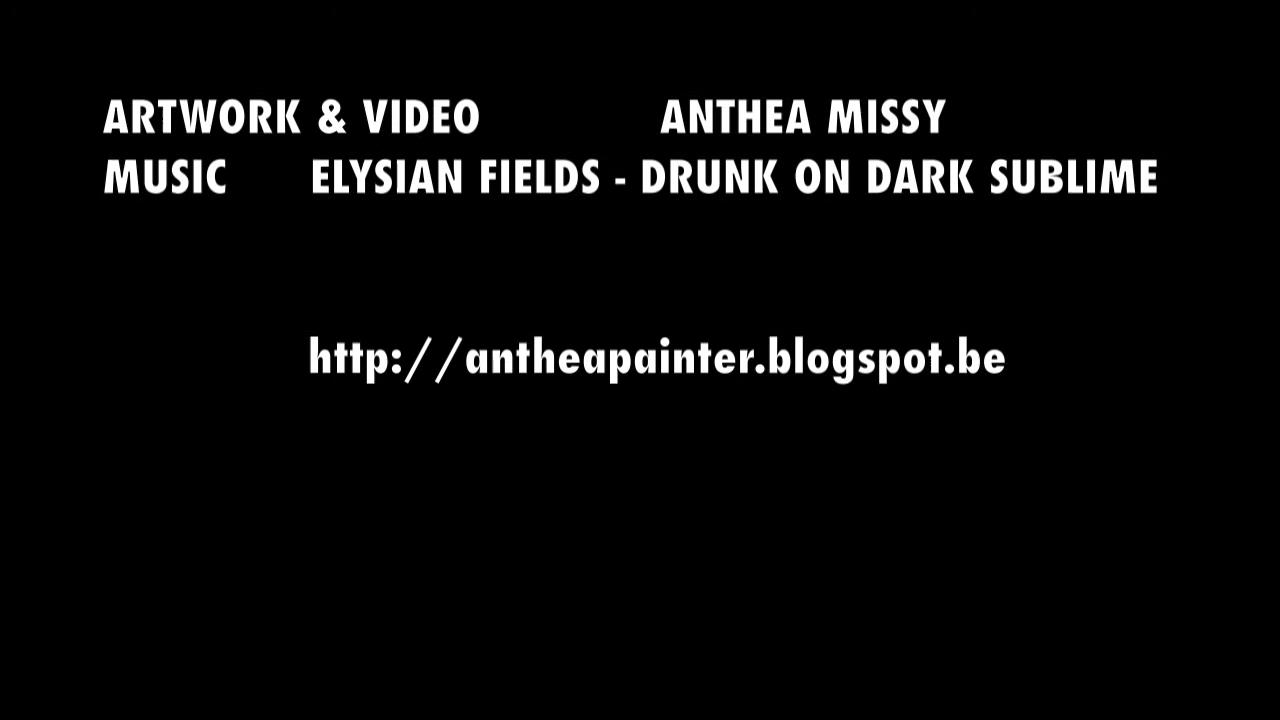 ARTWORK & VIDEO ANTHEA MISSY
MUSIC ELYSIAN FIELDS - DRUNK ON DARK SUBLIME
http://antheapainter.blogspot.be